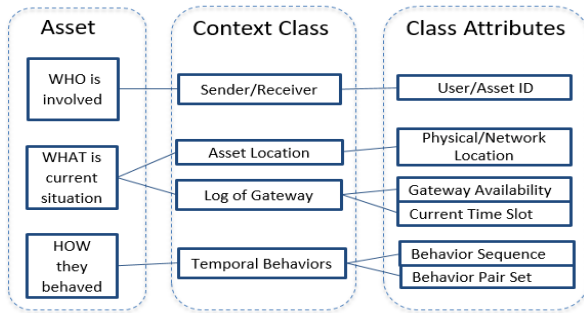 Asset
WHO is
involved
WHAT is
current
situation
HOW
they
behaved
Context Class
Sender/Receiver
Asset Location
Log of Gateway
Temporal Behaviors
Class Attributes
User/Asset ID
Physical/Network
Location
Gateway Availability
Current Time Slot
Behavior Sequence
Behavior Pair Set